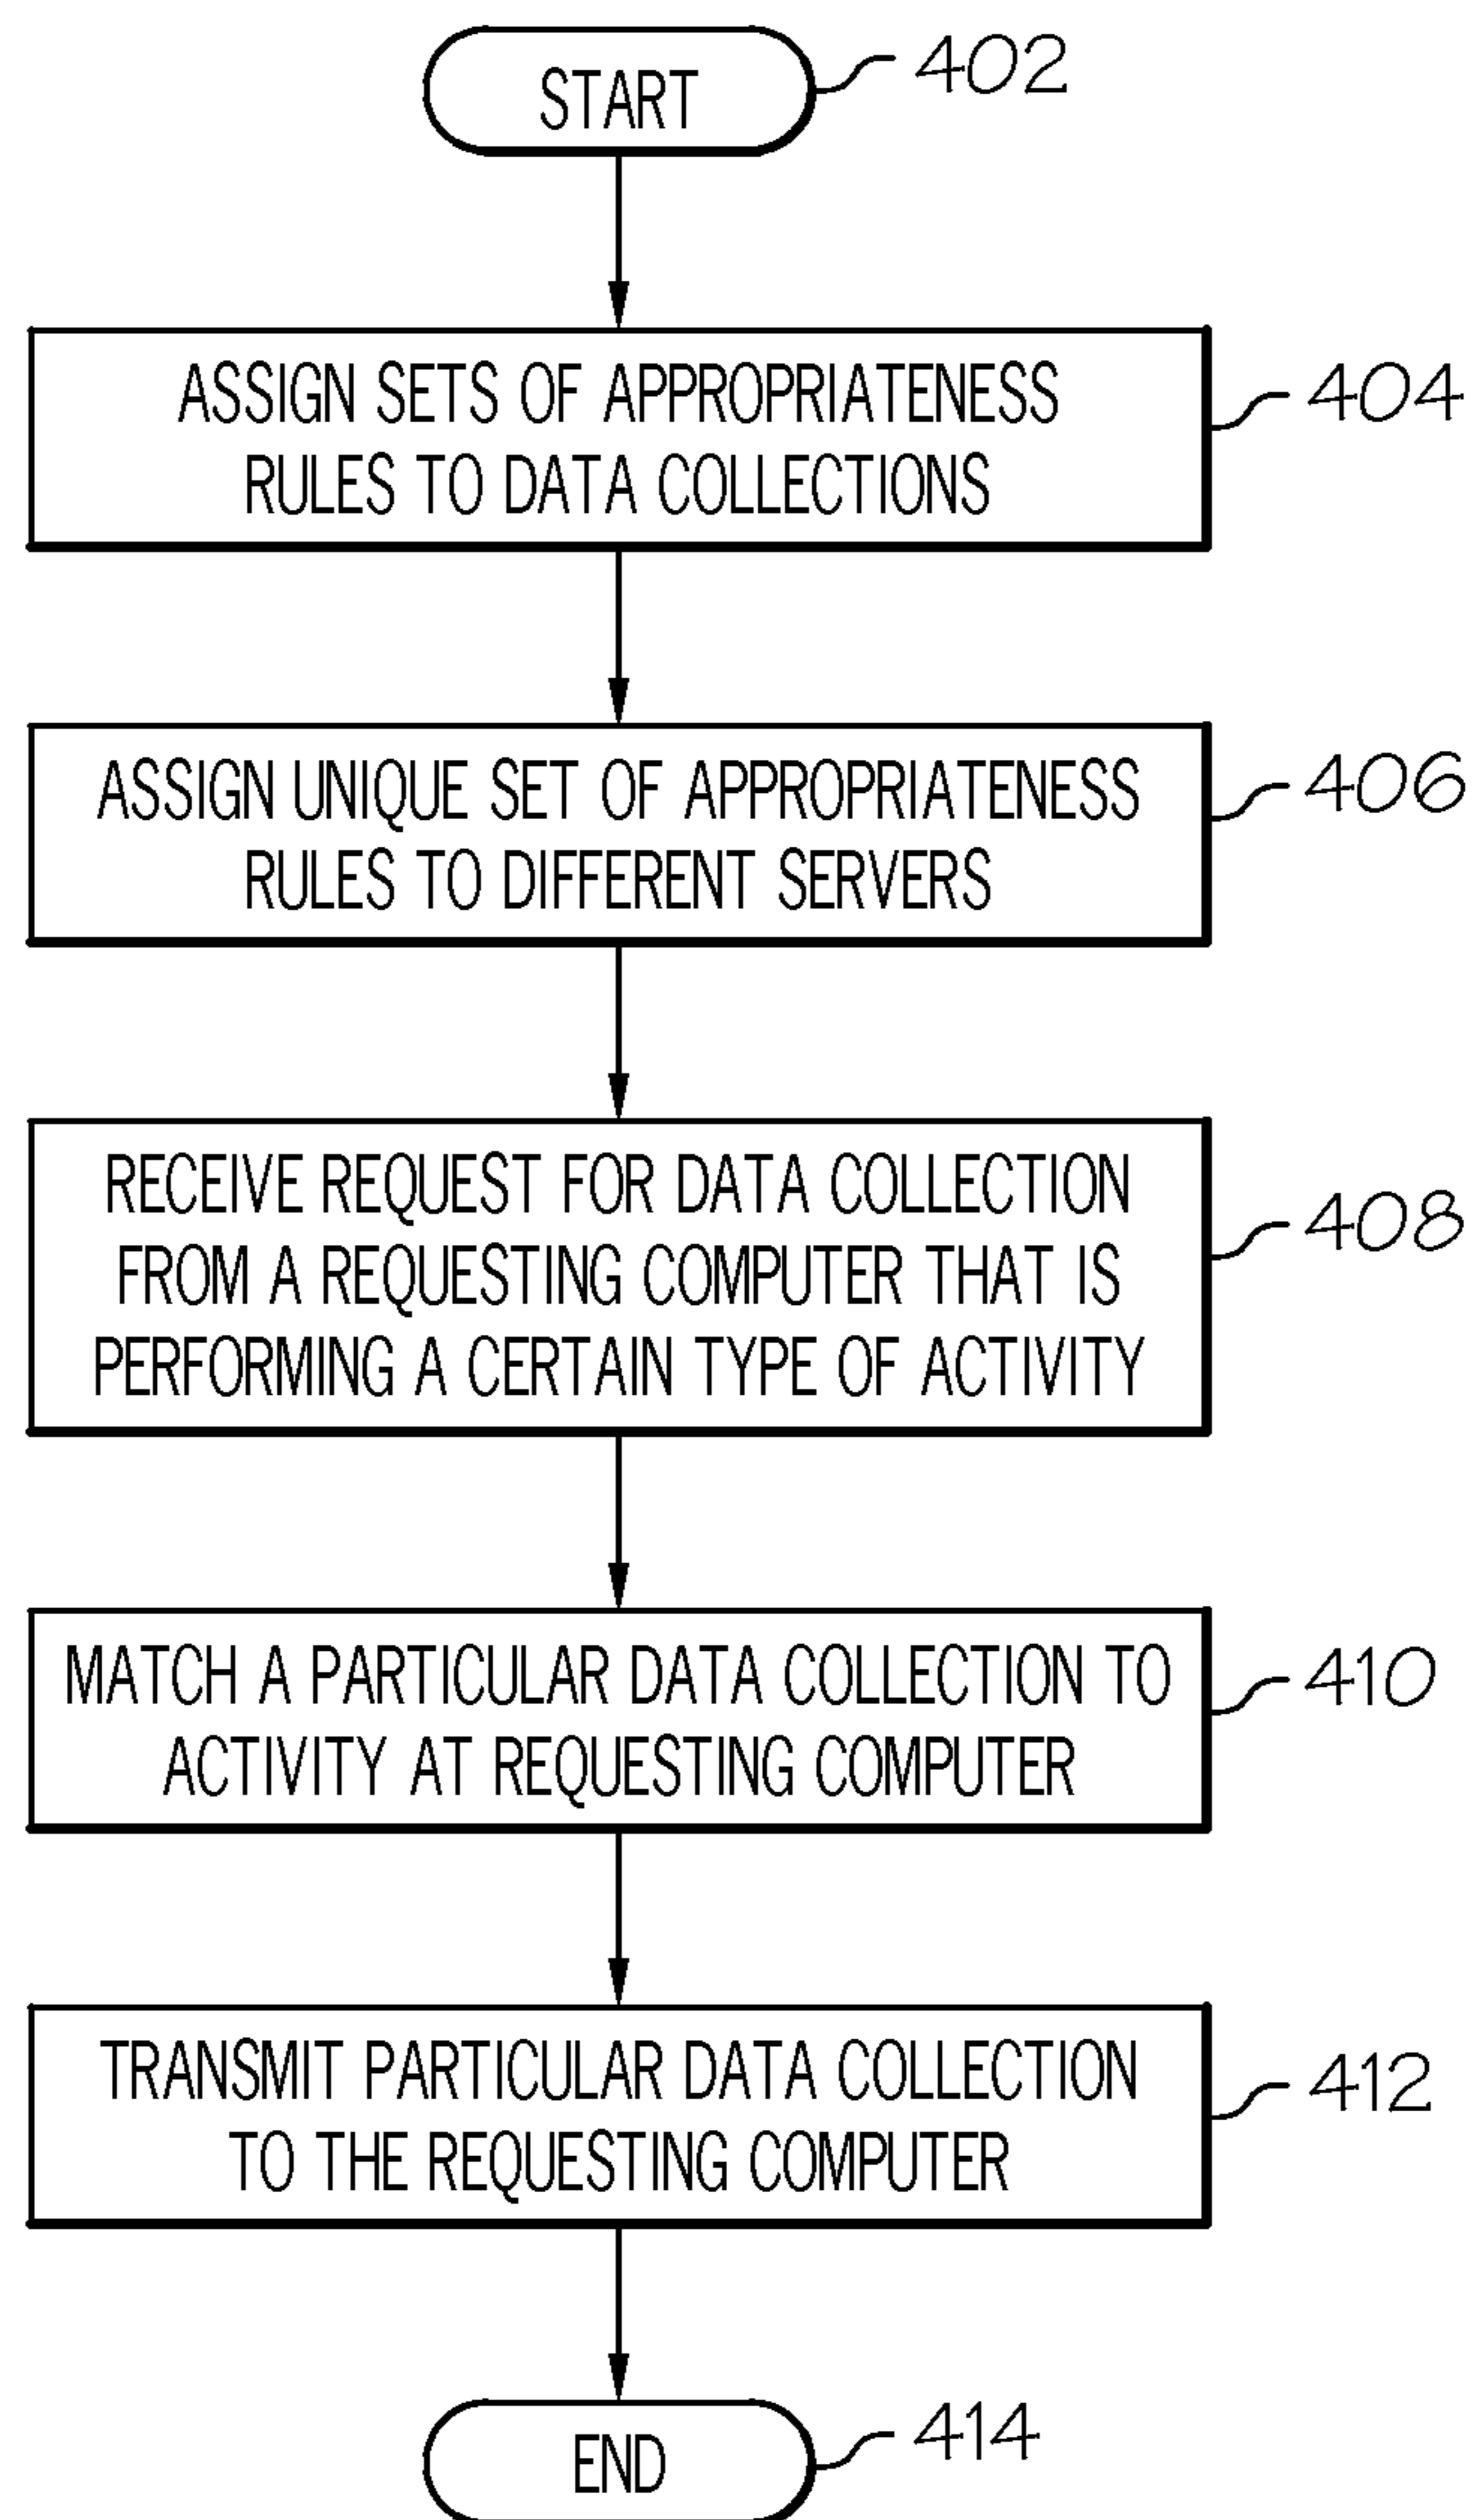 START
402
ASSIGN SETS OF APPROPRIATENESS
RULES TO DATA COLLECTIONS
404
ASSIGN UNIQUE SET OF APPROPRIATENESS
RULES TO DIFFERENT SERVERS
406
RECEIVE REQUEST FOR DATA COLLECTION
FROM A REQUESTING COMPUTER THAT IS
PERFORMING A CERTAIN TYPE OF ACTIVITY
408
MATCH A PARTICULAR DATA COLLECTION TO
ACTIVITY AT REQUESTING COMPUTER
410
TRANSMIT PARTICULAR DATA COLLECTION
TO THE REQUESTING COMPUTER
412
END
414